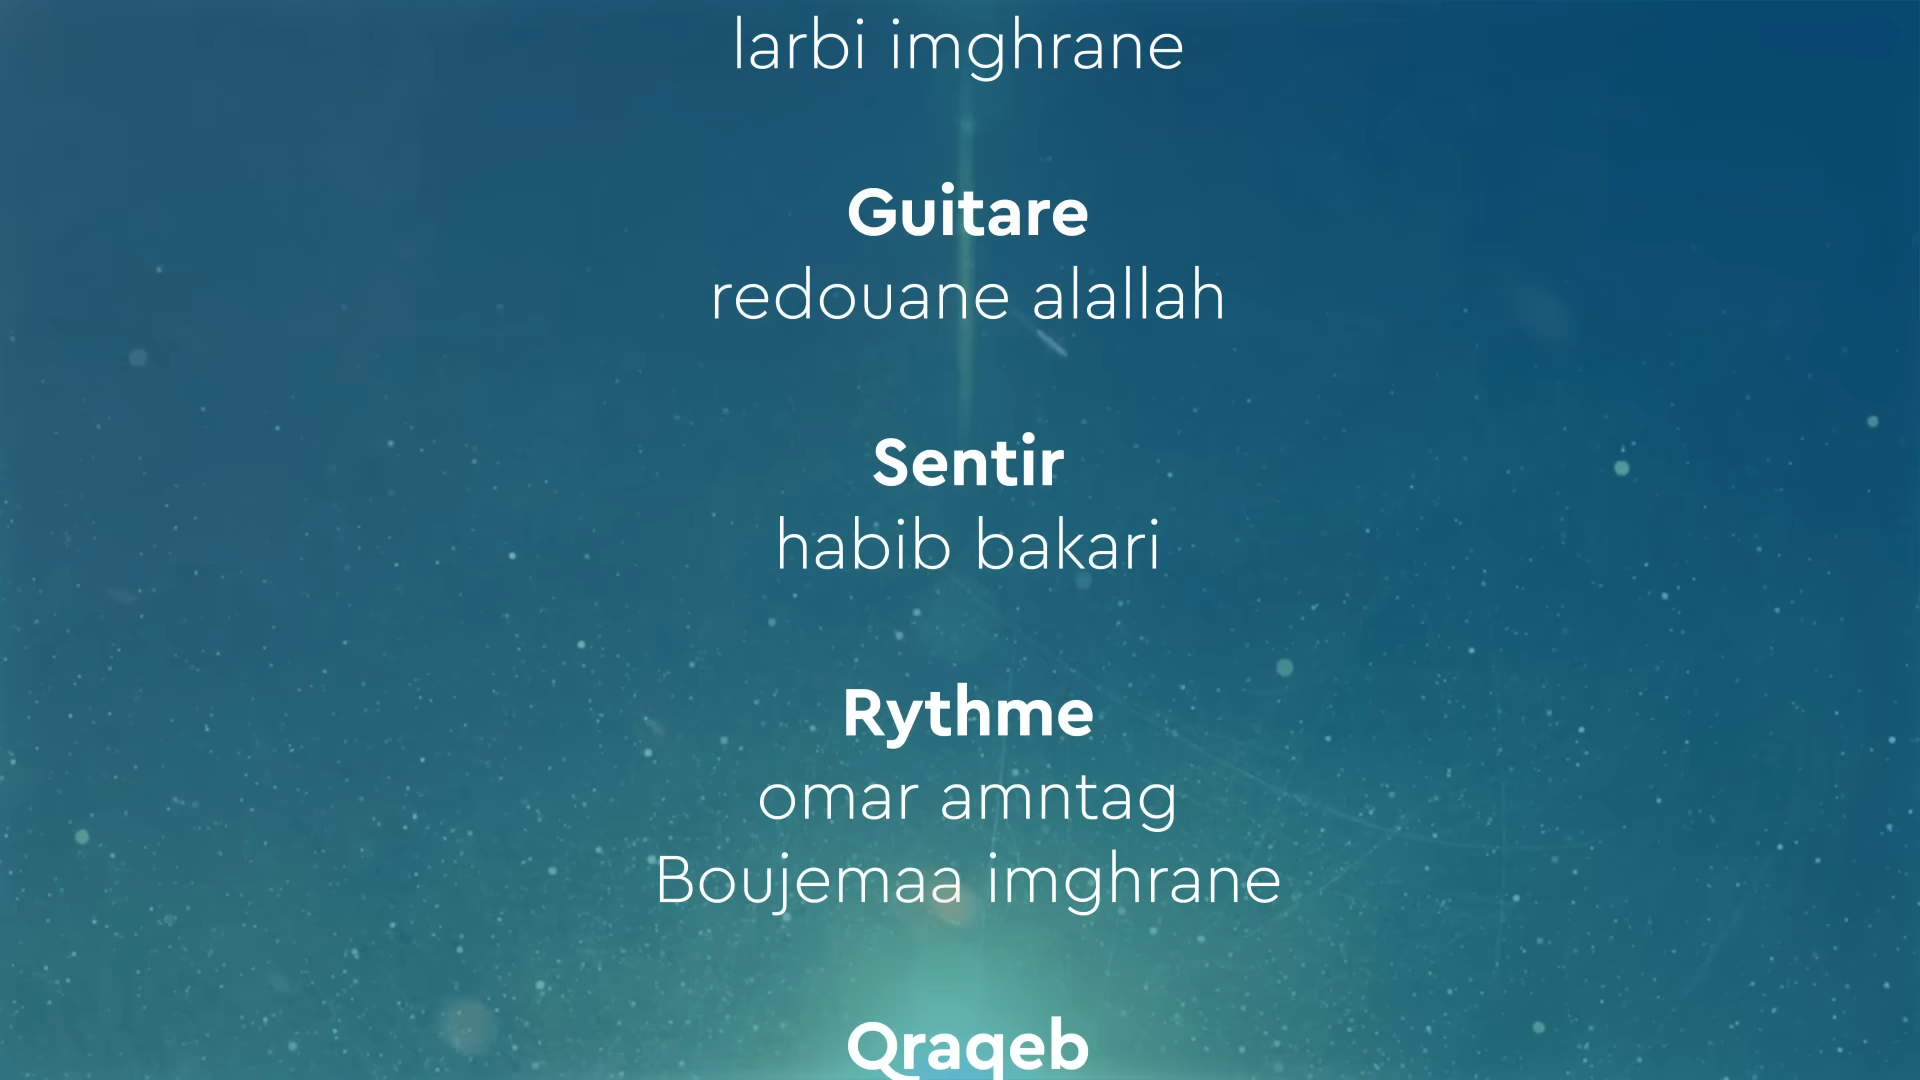 larbi imghrane
Guitare
redouane alallah
Sentir
habib bakari
Rythme
omar amntag
Boujemaa imghrane
Qraqeb